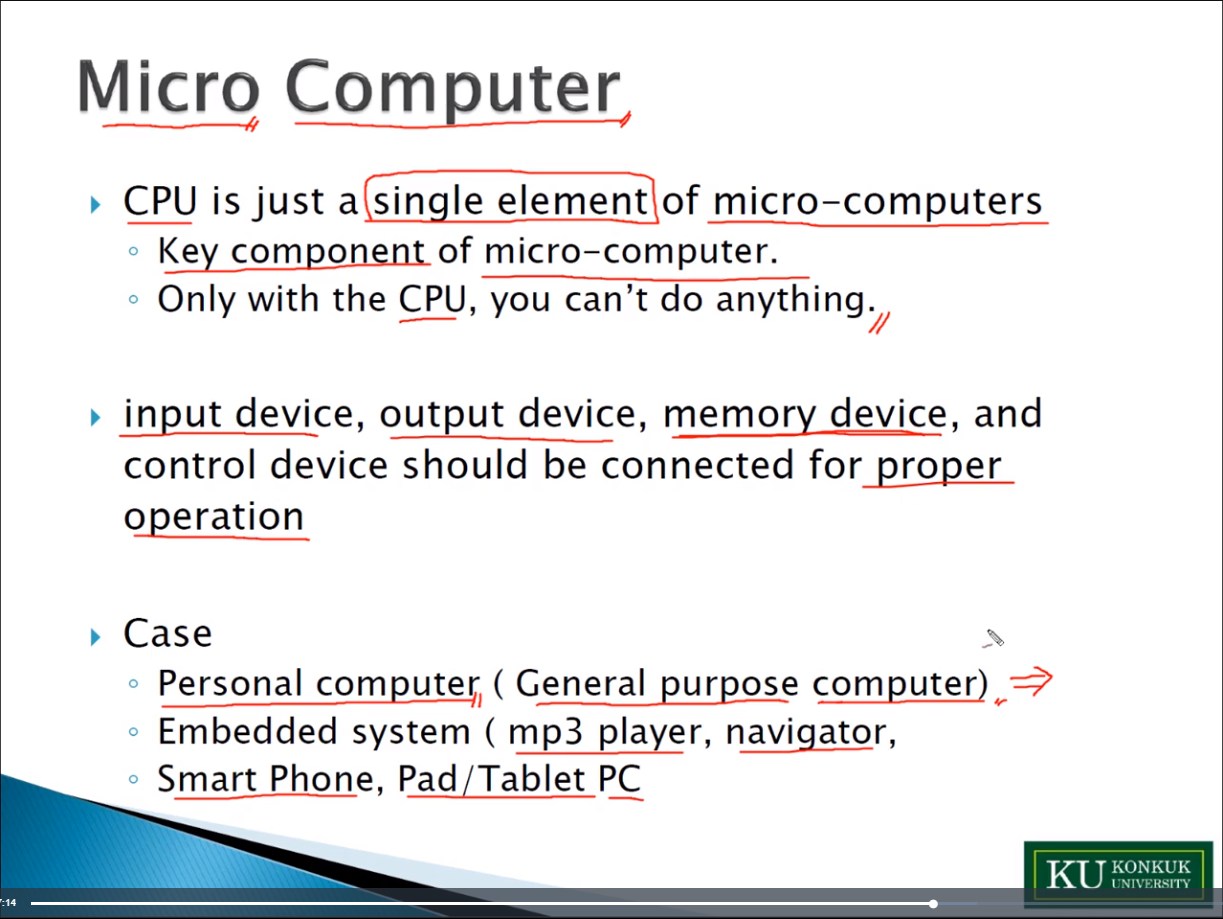 Micro Computer
CPU is just a single element of micro-computers
Key component of micro-computer.
Only with the CPU, you can't do anything.
input device, output device, memory device, and
control device should be connected for proper
operation
Case
Personal computer ( General purpose computer)
Embedded system ( mp3 player, navigator,
Smart Phone, Pad/Tablet PC
KU KONKUK
UNIVERSITY
:14